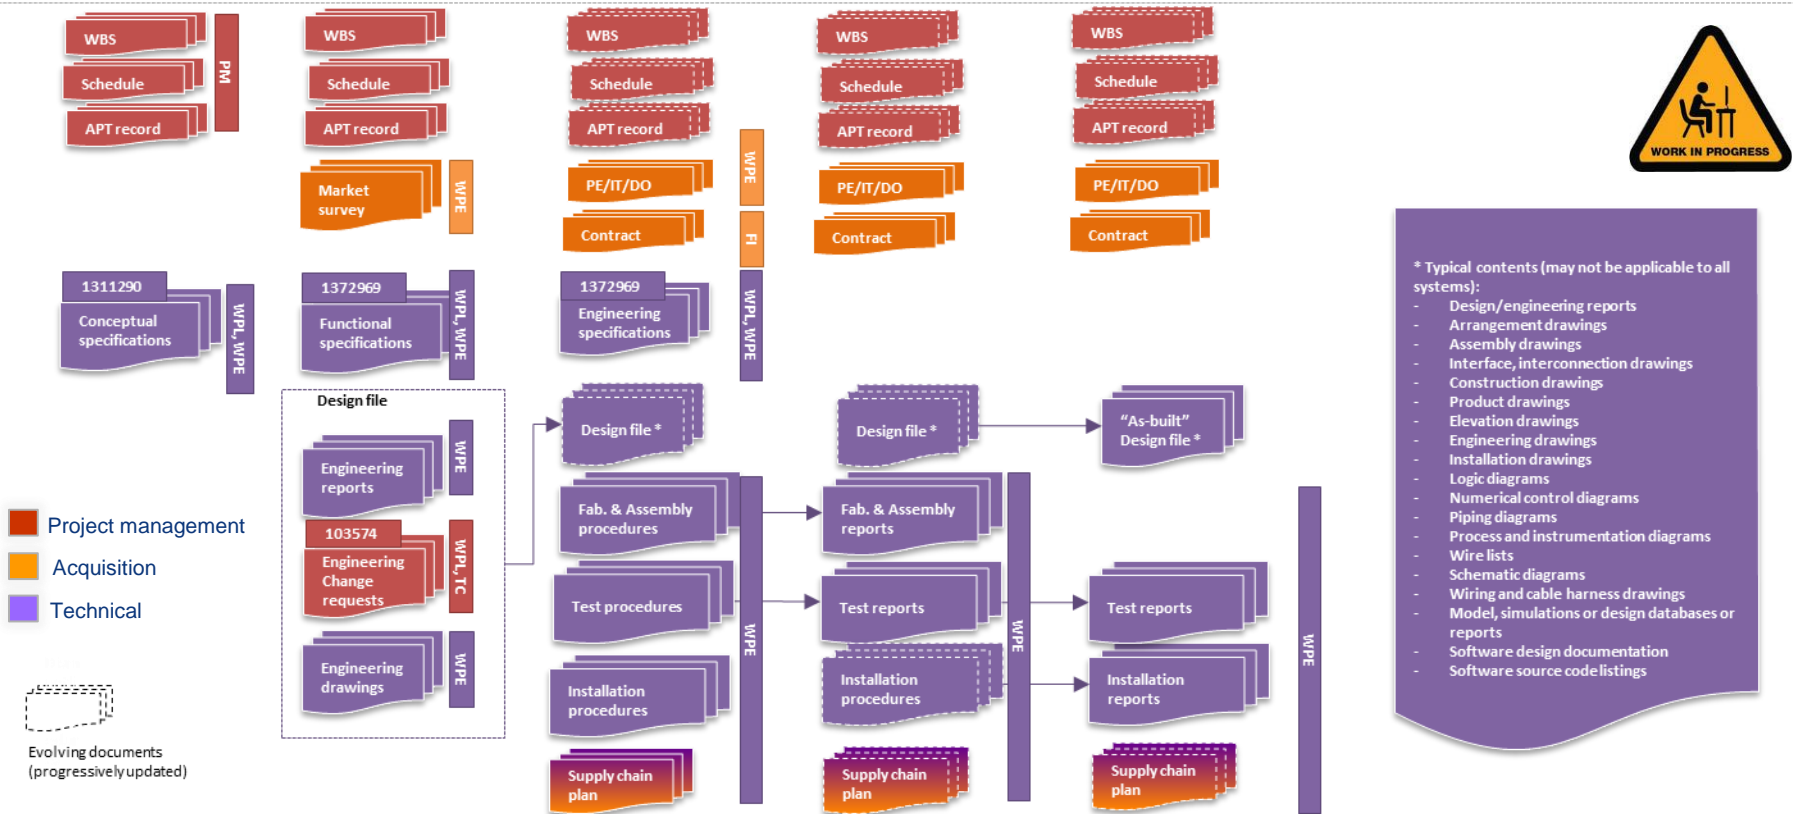 WBS
Schedule
APT record
PM
WBS
Schedule
APT record
WBS
Schedule
APT record
WBS
Schedule
APT record
WBS
Schedule
APT record
WORK IN PROGRESS
Market
survey
WPE
PE/IT/DO
Contract
WPE
FI
PE/IT/DO
Contract
PE/IT/DO
Contract
1311290
Conceptual
specifications
WPL, WPE
1372969
Functional
specifications
WPL, WPE
1372969
Engineering
specifications
WPL, WPE
Design file
Engineering
reports
WPE
103574
Engineering
Change
requests
WPL, TC
Engineering
drawings
WPE
Design file *
Fab. & Assembly
procedures
Test procedures
Installation
procedures
Supply chain
plan
WPE
Design file *
Fab. & Assembly
reports
Test reports
Installation
procedures
Supply chain
plan
WPE
“As-built”
Design file *
Test reports
Installation
reports
Supply chain
plan
WPE
Project management
Acquisition
Technical
Evolving documents
(progressively updated)
* Typical contents (may not be applicable to all
systems):
- Design/engineering reports
- Arrangement drawings
- Assembly drawings
- Interface, interconnection drawings
- Construction drawings
- Product drawings
- Elevation drawings
- Engineering drawings
- Installation drawings
- Logic diagrams
- Numerical control diagrams
- Piping diagrams
- Process and instrumentation diagrams
- Wire lists
- Schematic diagrams
- Wiring and cable harness drawings
- Model, simulations or design databases or
reports
- Software design documentation
- Software source code listings